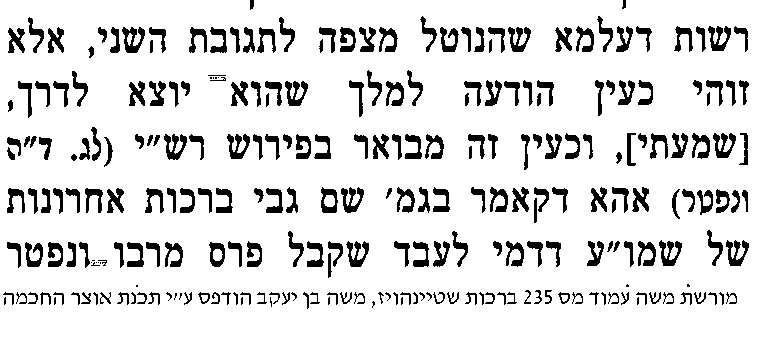 רשות דעלמא שהנוטל מצפה לתגובת השני, אלא
זוהי כעין הודעה למלך שהוא יוצא לדרך,
[שמעתי], וכעין זה מבואר בפירוש רש״י (לג. ד״ה
ונפטר) אהא דקאמר בגמ׳ שם גבי ברכות אחרונות
של שמו״ע דדמי לעבד שקבל פרס מרבו ונפטר
מורשת משה עמוד מס 235 ברכות שטיינהויז, משה בן יעקב הודפס ע״י תכנת אוצר החכמה